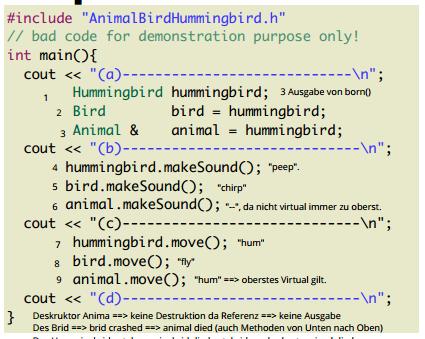 #include "AnimalBirdHummingbird.h"
// bad code for demonstration purpose only!
int main(){
cout << "(a)----------------------------\n";
1 Hummingbird hummingbird; 3 Ausgabe von born()
2 Bird bird = hummingbird;
3 Animal & animal = hummingbird;
cout << "(b)-----------------------------\n";
4 hummingbird.makeSound(); "peep".
5 bird.makeSound(); "chirp"
6 animal.makeSound(); "--", da nicht virtual immer zu oberst.
cout << "(c)-----------------------------\n";
7 hummingbird.move(); "hum"
8 bird.move(); "fly"
9 animal.move(); "hum" ==> oberstes Virtual gilt.
cout << "(d)-----------------------------\n";
} Deskruktor Anima ==> keine Destruktion da Referenz ==> keine Ausgabe
Des Brid ==> brid crashed ==> animal died (auch Methoden von Unten nach Oben)